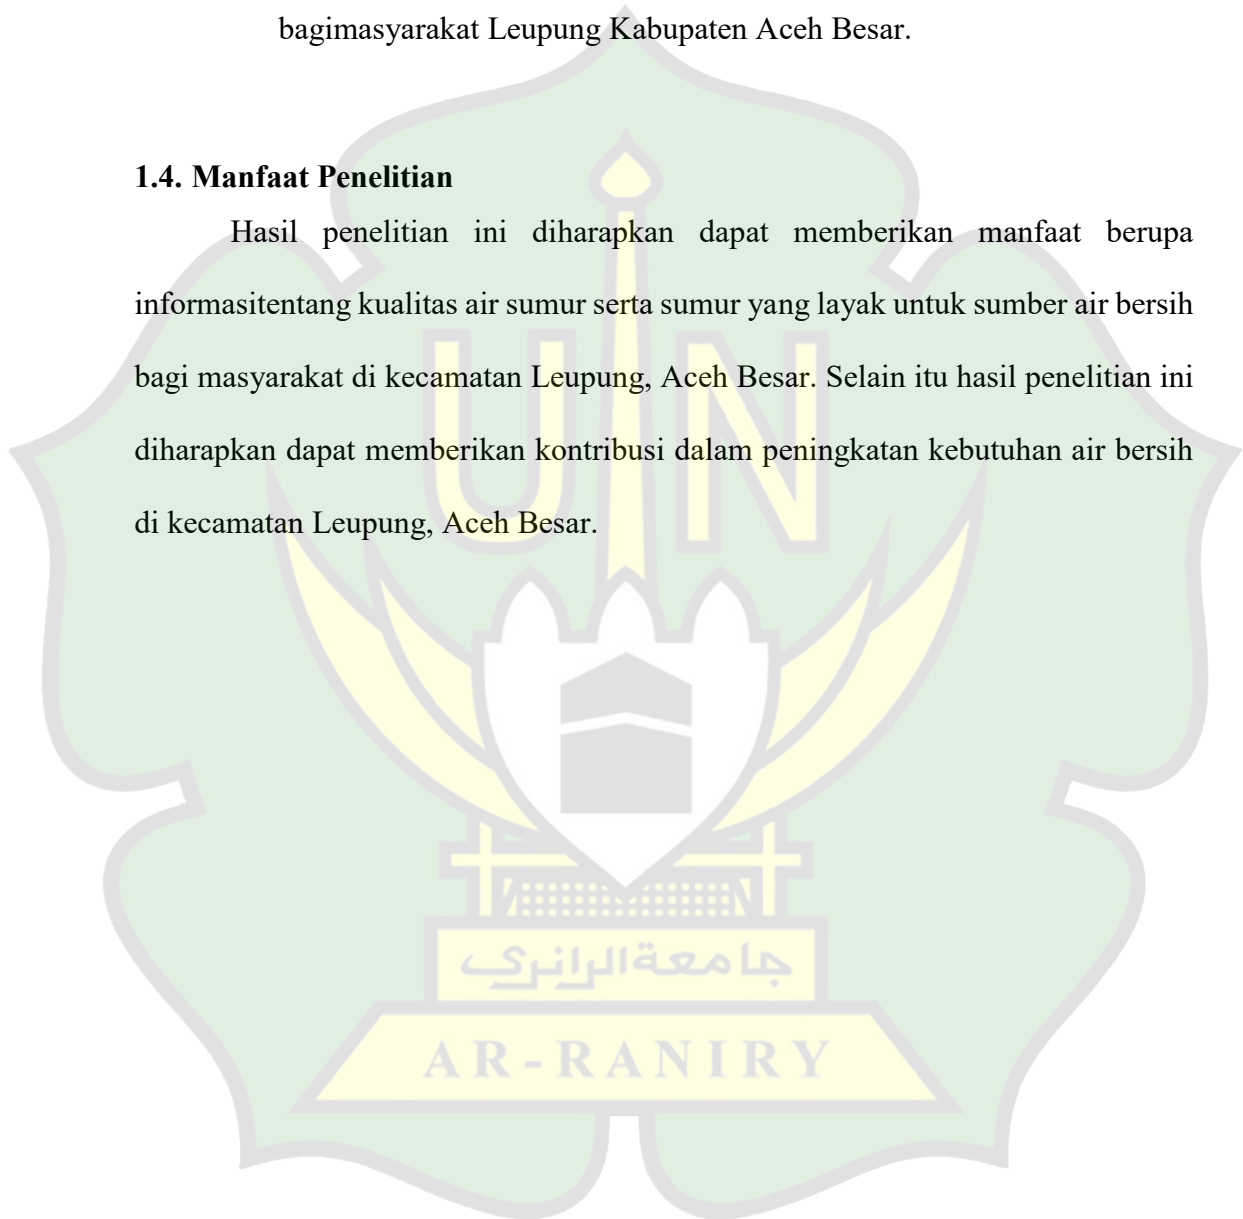 bagimasyarakat Leupung Kabupaten Aceh Besar.
1.4. Manfaat Penelitian
Hasil penelitian ini diharapkan dapat memberikan manfaat berupa
informasitentang kualitas air sumur serta sumur yang layak untuk sumber air bersih
bagi masyarakat di kecamatan Leupung, Aceh Besar. Selain itu hasil penelitian ini
diharapkan dapat memberikan kontribusi dalam peningkatan kebutuhan air bersih
di kecamatan Leupung, Aceh Besar.
UIN
جامعة الرانري
AR-RANIRY